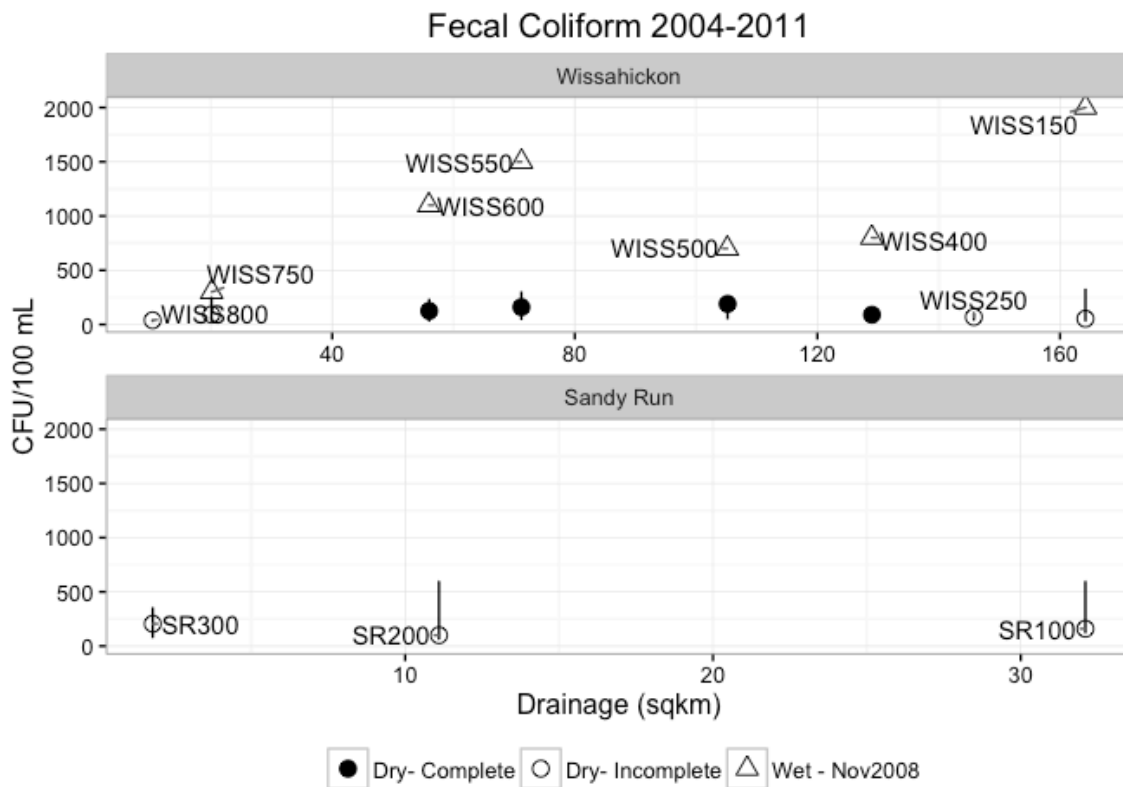 Fecal Coliform 2004-2011
Wissahickon
2000
1500
1000
500
0
WISS150
WISS550
WISS600
WISS500
WISS400
WISS750
WISS250
WISS800
40
80
120
160
CFU/100 mL
Sandy Run
2000
1500
1000
500
0
SR300
SR200
SR100
10
20
30
Drainage (sqkm)
Dry- Complete
Dry- Incomplete
Wet - Nov2008